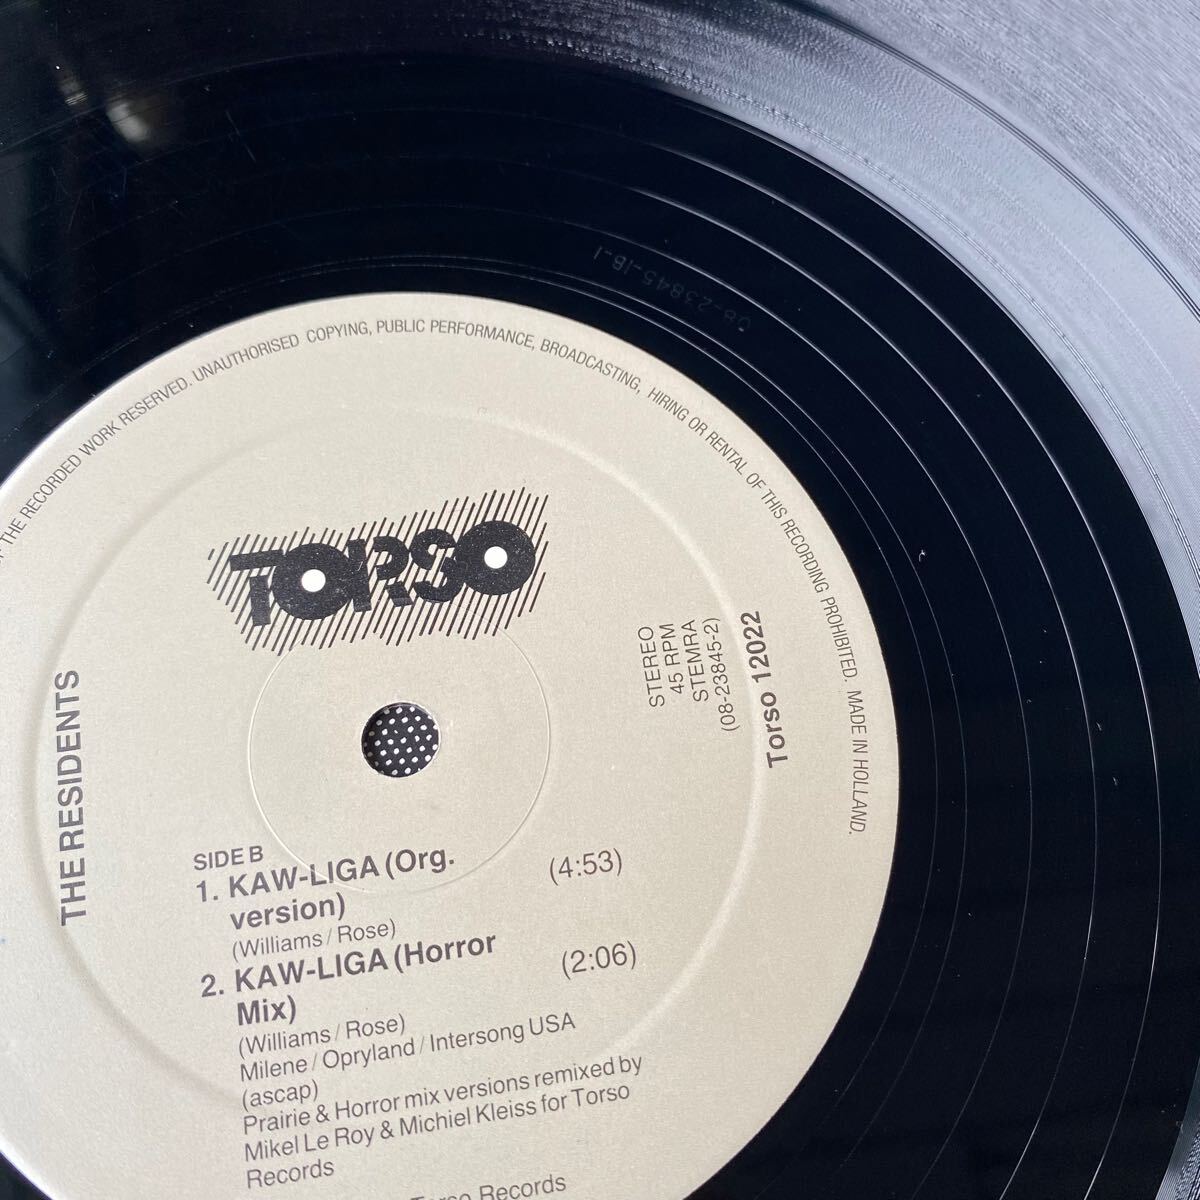 THE RECORDED WORK RESERVED. UNAUTHORISED COPYING, PUBLIC PERFORMANCE, BROADCASTING, HIRING OR RENTAL OF THIS RECORDING PROHIBITED. MADE IN HOLLAND.
08-23845-1B-1
TORSO
STEREO
45 RPM
STEMRA
(08-23845-2)
Torso 12022
THE RESIDENTS
SIDE B
1. KAW-LIGA (Org. (4:53)
version)
(Williams / Rose)
2. KAW-LIGA (Horror (2:06)
Mix)
(Williams / Rose)
Milene / Opryland / Intersong USA
(ascap)
Prairie & Horror mix versions remixed by
Mikel Le Roy & Michiel Kleiss for Torso
Records
Torso Records